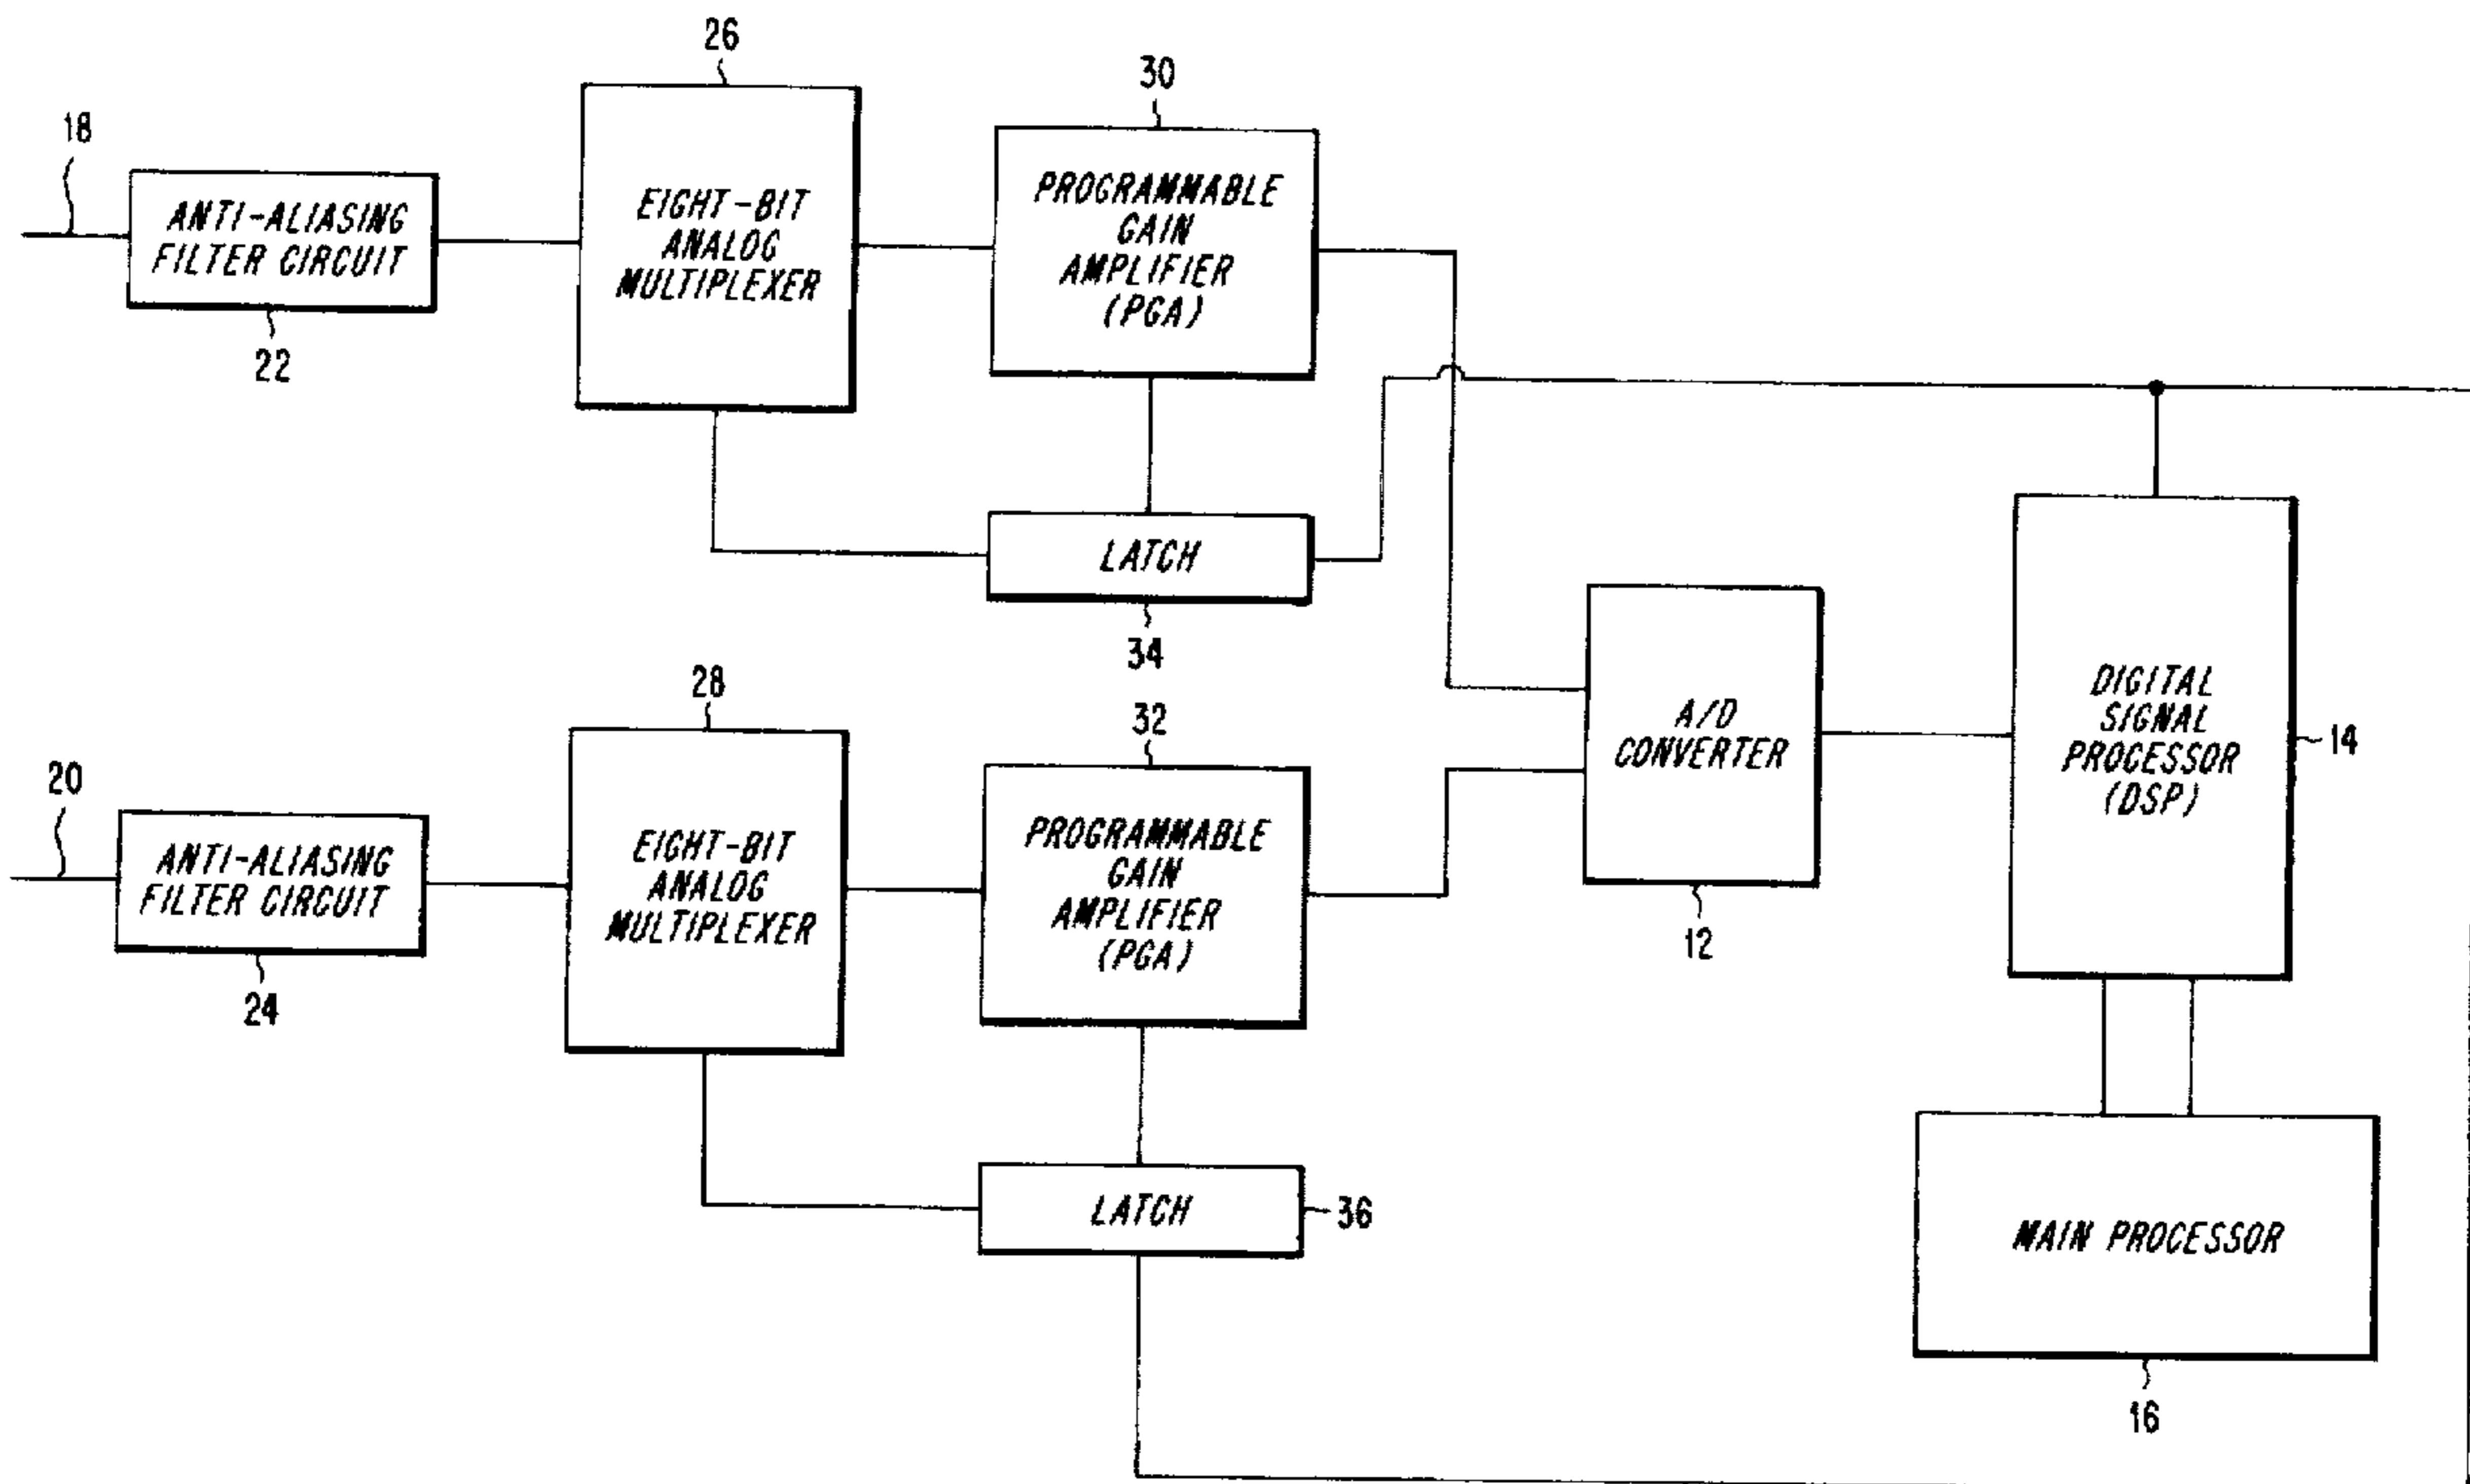 26
30
18
ANTI-ALIASING
FILTER CIRCUIT
22
EIGHT-BIT
ANALOG
MULTIPLEXER
PROGRAMMABLE
GAIN
AMPLIFIER
(PGA)
LATCH
34
28
32
20
ANTI-ALIASING
FILTER CIRCUIT
24
EIGHT-BIT
ANALOG
MULTIPLEXER
PROGRAMMABLE
GAIN
AMPLIFIER
(PGA)
LATCH
36
A/D
CONVERTER
12
DIGITAL
SIGNAL
PROCESSOR
(DSP)
14
MAIN PROCESSOR
16